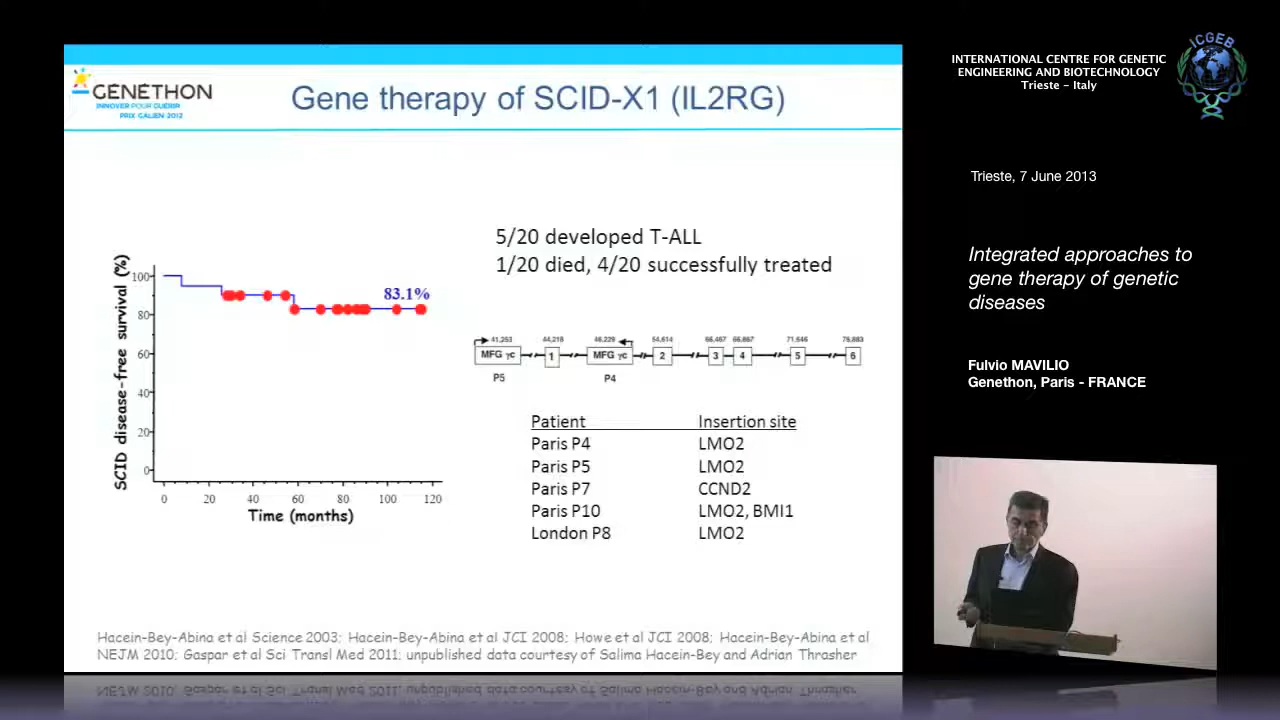 GENETHON
INNOVER POUR GUÉRIR
PRIX GALIEN 2012
Gene therapy of SCID-X1 (IL2RG)
5/20 developed T-ALL
1/20 died, 4/20 successfully treated
SCID disease-free survival (%)
100
80
60
40
20
0
83.1%
0 20 40 60 80 100 120
Time (months)
41,253 44,219 46,229 54,614 66,467 66,867 71,646 75,883
MFG γc 1 MFG γc 2 3 4 5 6
P5 P4
Patient Insertion site
Paris P4 LMO2
Paris P5 LMO2
Paris P7 CCND2
Paris P10 LMO2, BMI1
London P8 LMO2
Hacein-Bey-Abina et al Science 2003; Hacein-Bey-Abina et al JCI 2008; Howe et al JCI 2008; Hacein-Bey-Abina et al
NEJM 2010; Gaspar et al Sci Transl Med 2011; unpublished data courtesy of Salima Hacein-Bey and Adrian Thrasher
INTERNATIONAL CENTRE FOR GENETIC
ENGINEERING AND BIOTECHNOLOGY
Trieste - Italy
ICGEB
Trieste, 7 June 2013
Integrated approaches to
gene therapy of genetic
diseases
Fulvio MAVILIO
Genethon, Paris - FRANCE